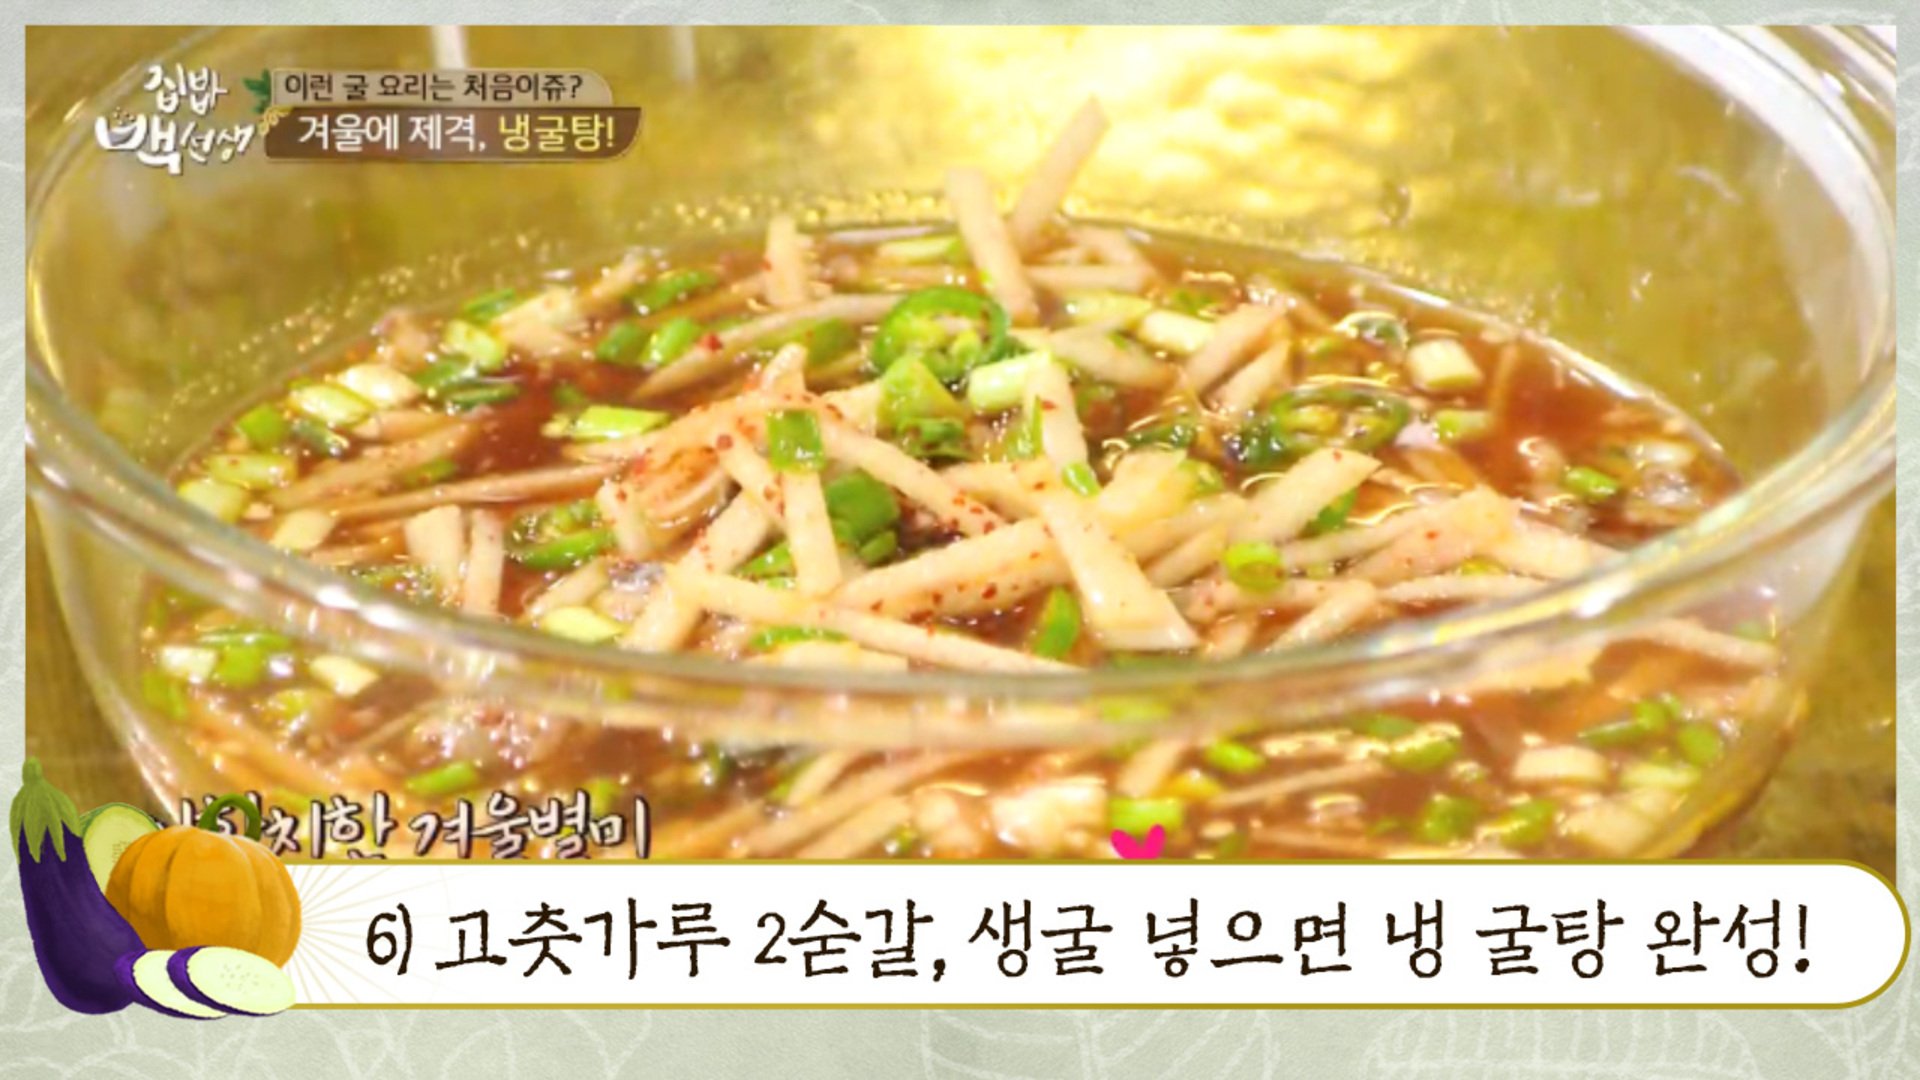 집밥
백선생
이런 굴 요리는 처음이쥬?
겨울에 제격, 냉굴탕!
겨울별미
6) 고춧가루 2숟갈, 생굴 넣으면 냉 굴탕 완성!